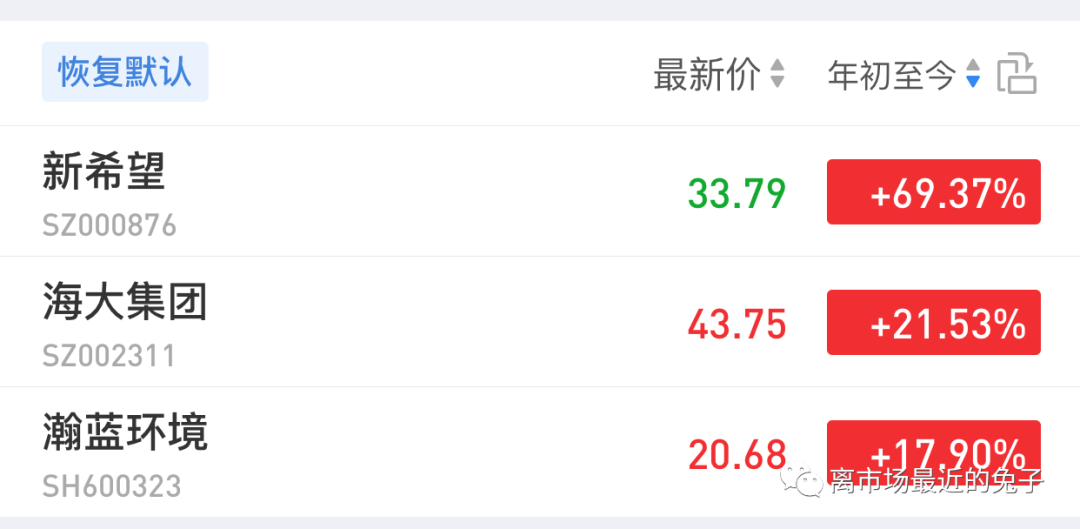 恢复默认 最新价 年初至今
新希望 33.79 +69.37%
SZ000876
海大集团 43.75 +21.53%
SZ002311
瀚蓝环境 20.68 +17.90%
SH600323
离市场最近的兔子